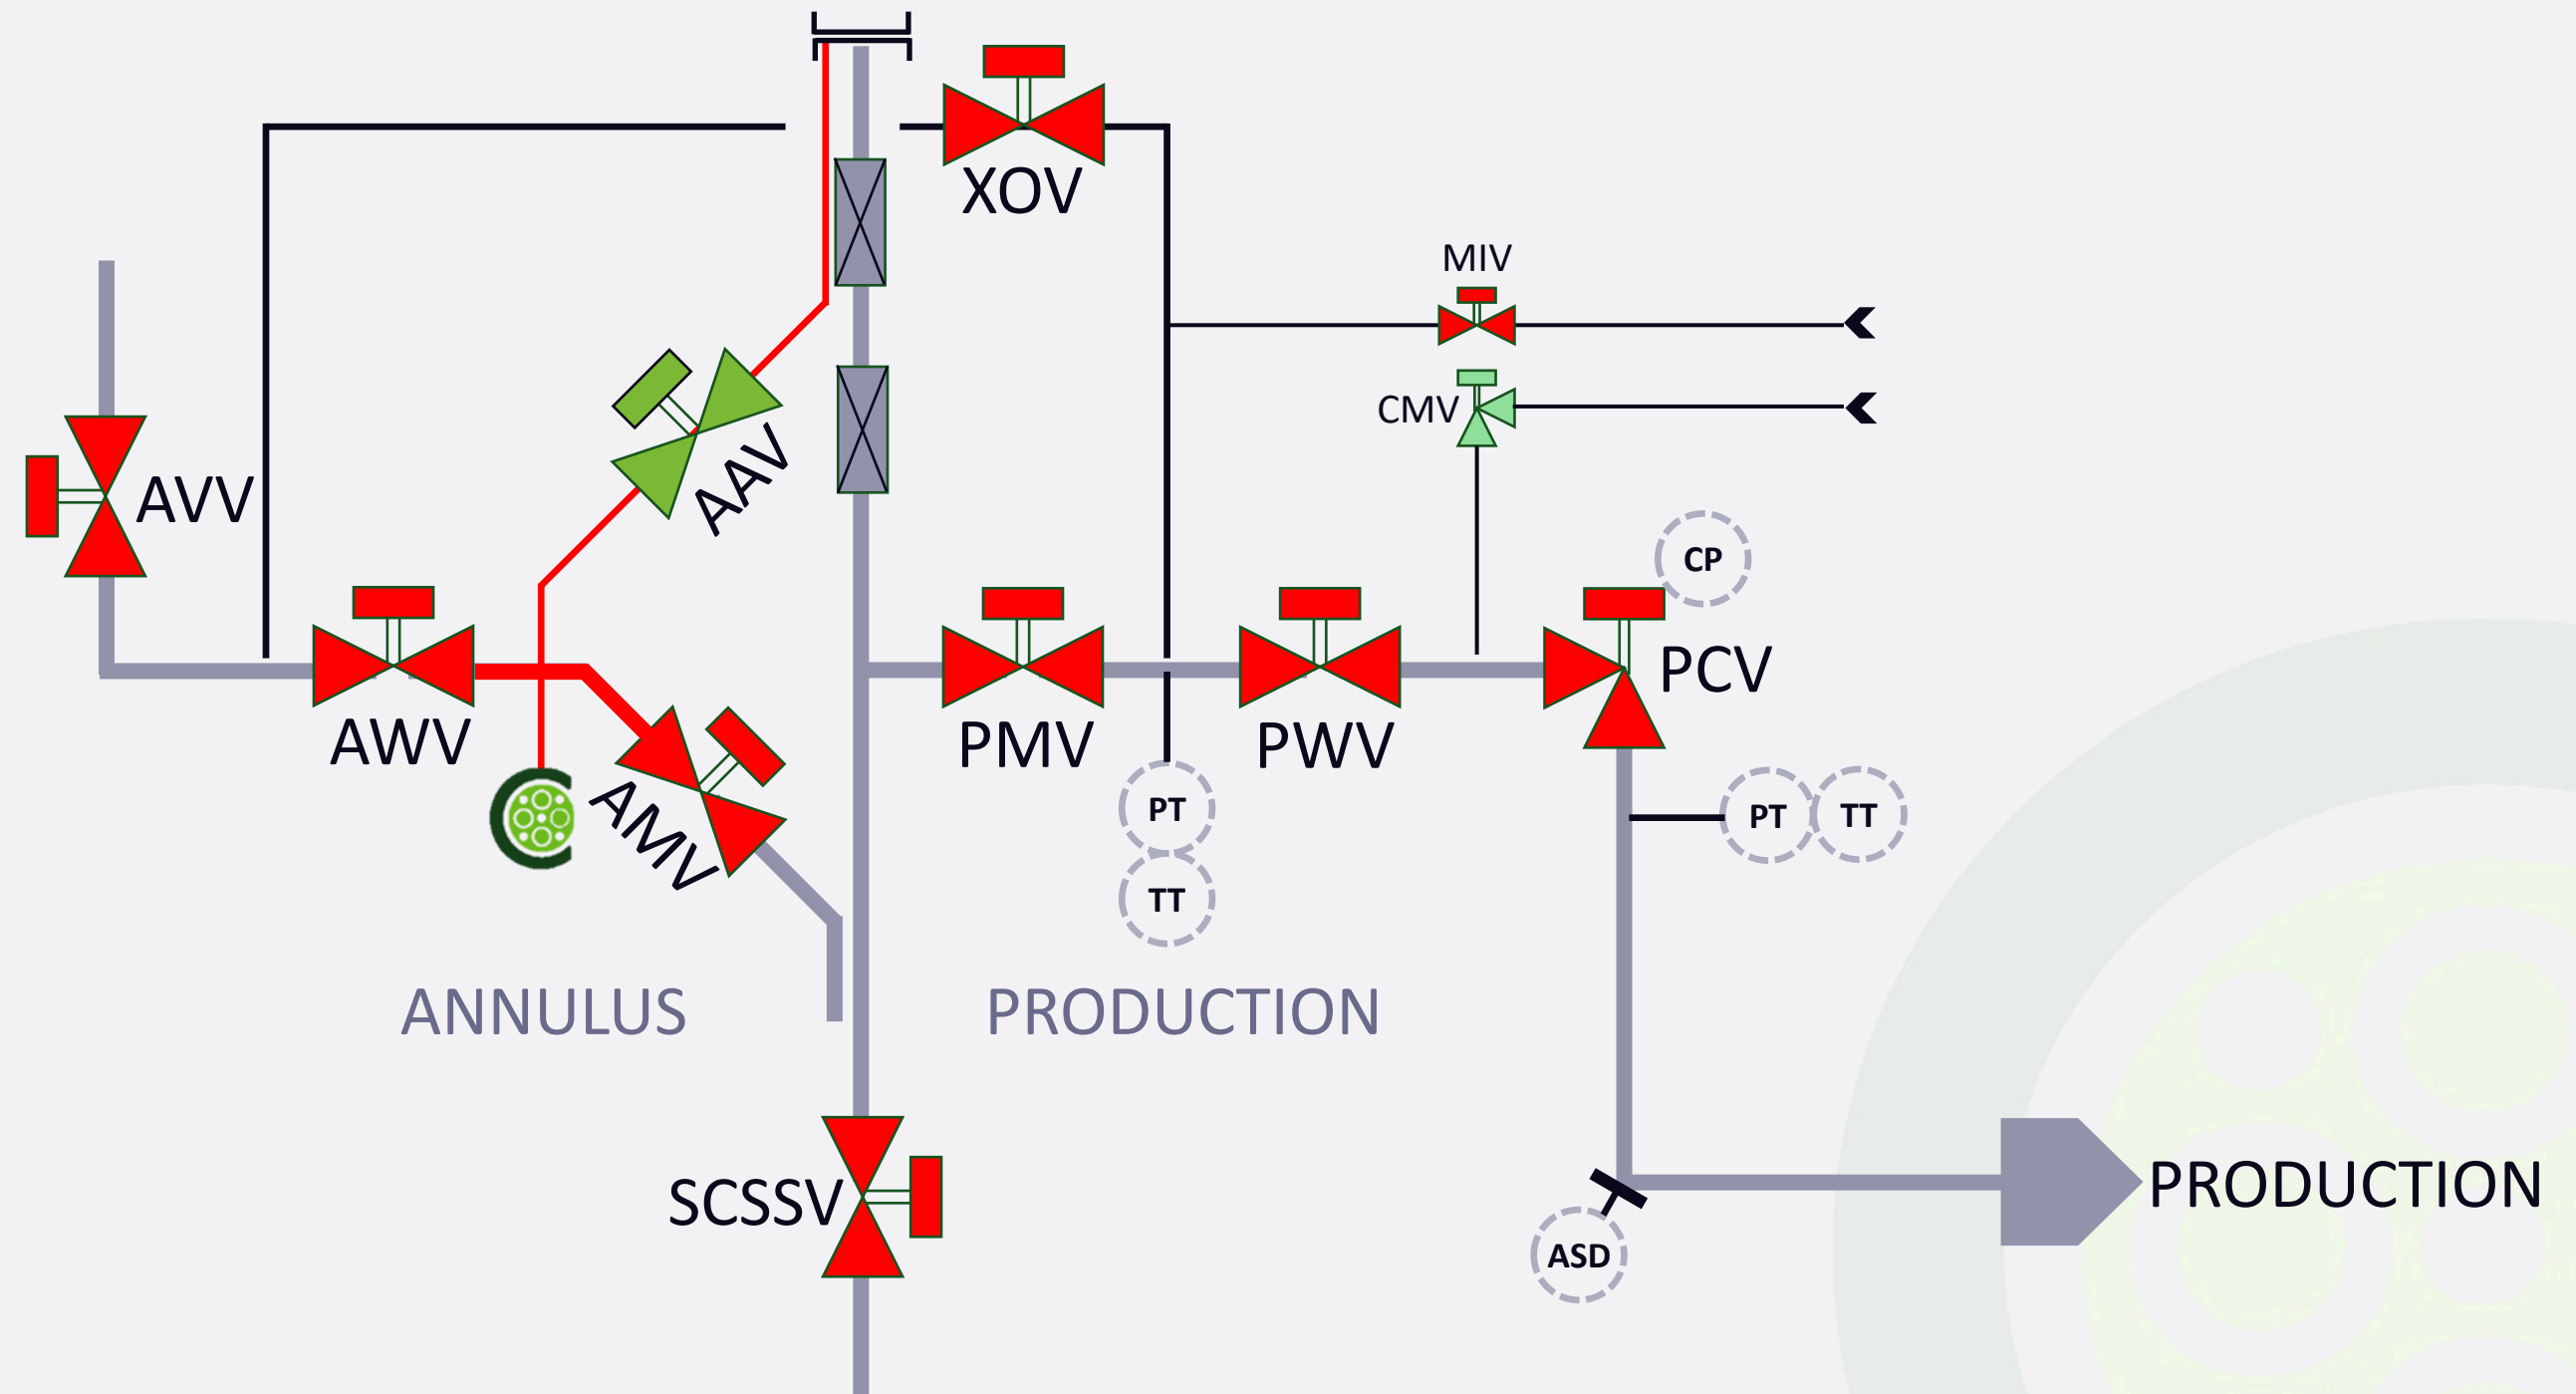 XOV
MIV
CMV
AAV
AVV
CP
PCV
AWV
PMV
PWV
AMV
PT
TT
PT
TT
ANNULUS
PRODUCTION
SCSSV
PRODUCTION
ASD